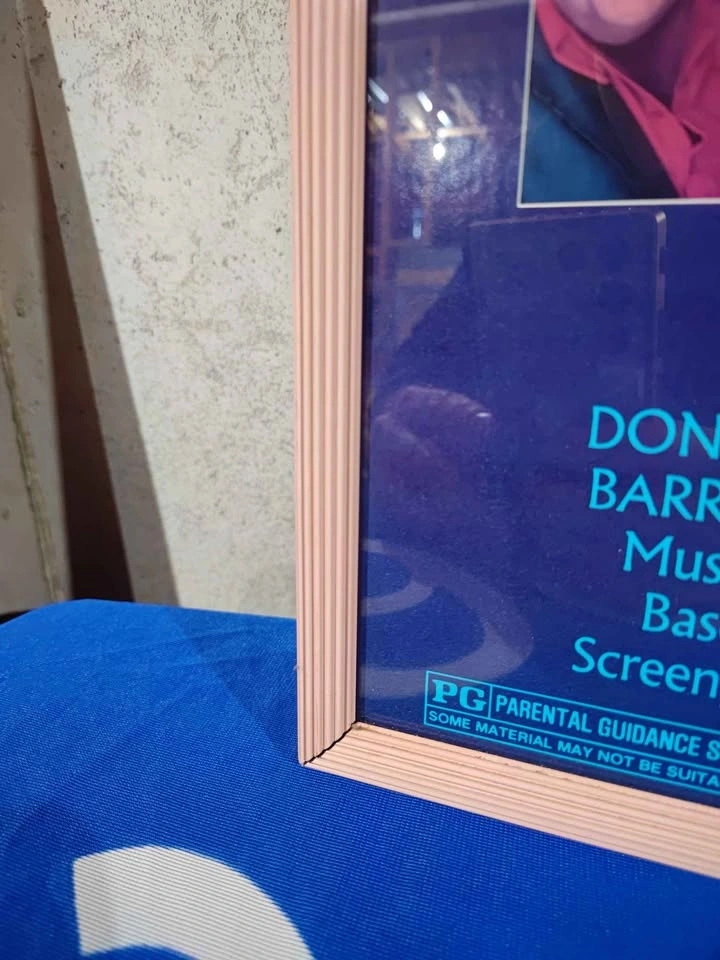 DON
BARR
Mus
Bas
Screen
PG PARENTAL GUIDANCE S
SOME MATERIAL MAY NOT BE SUITA